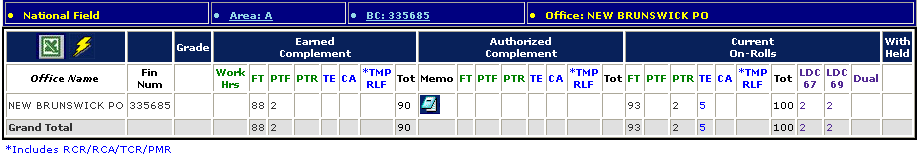 National Field Area: A BC: 335685 Office: NEW BRUNSWICK PO
Grade Earned Complement Authorized Complement Current On-Rolls With Held
Office Name Fin Num Work Hrs FT PTF PTR TE CA *TMP RLF Tot Memo FT PTF PTR TE CA *TMP RLF Tot FT PTF PTR TE CA *TMP RLF Tot LDC 67 LDC 69 Dual
NEW BRUNSWICK PO 335685 88 2 90 93 2 5 100 2 2
Grand Total 88 2 90 93 2 5 100 2 2
*Includes RCR/RCA/TCR/PMR